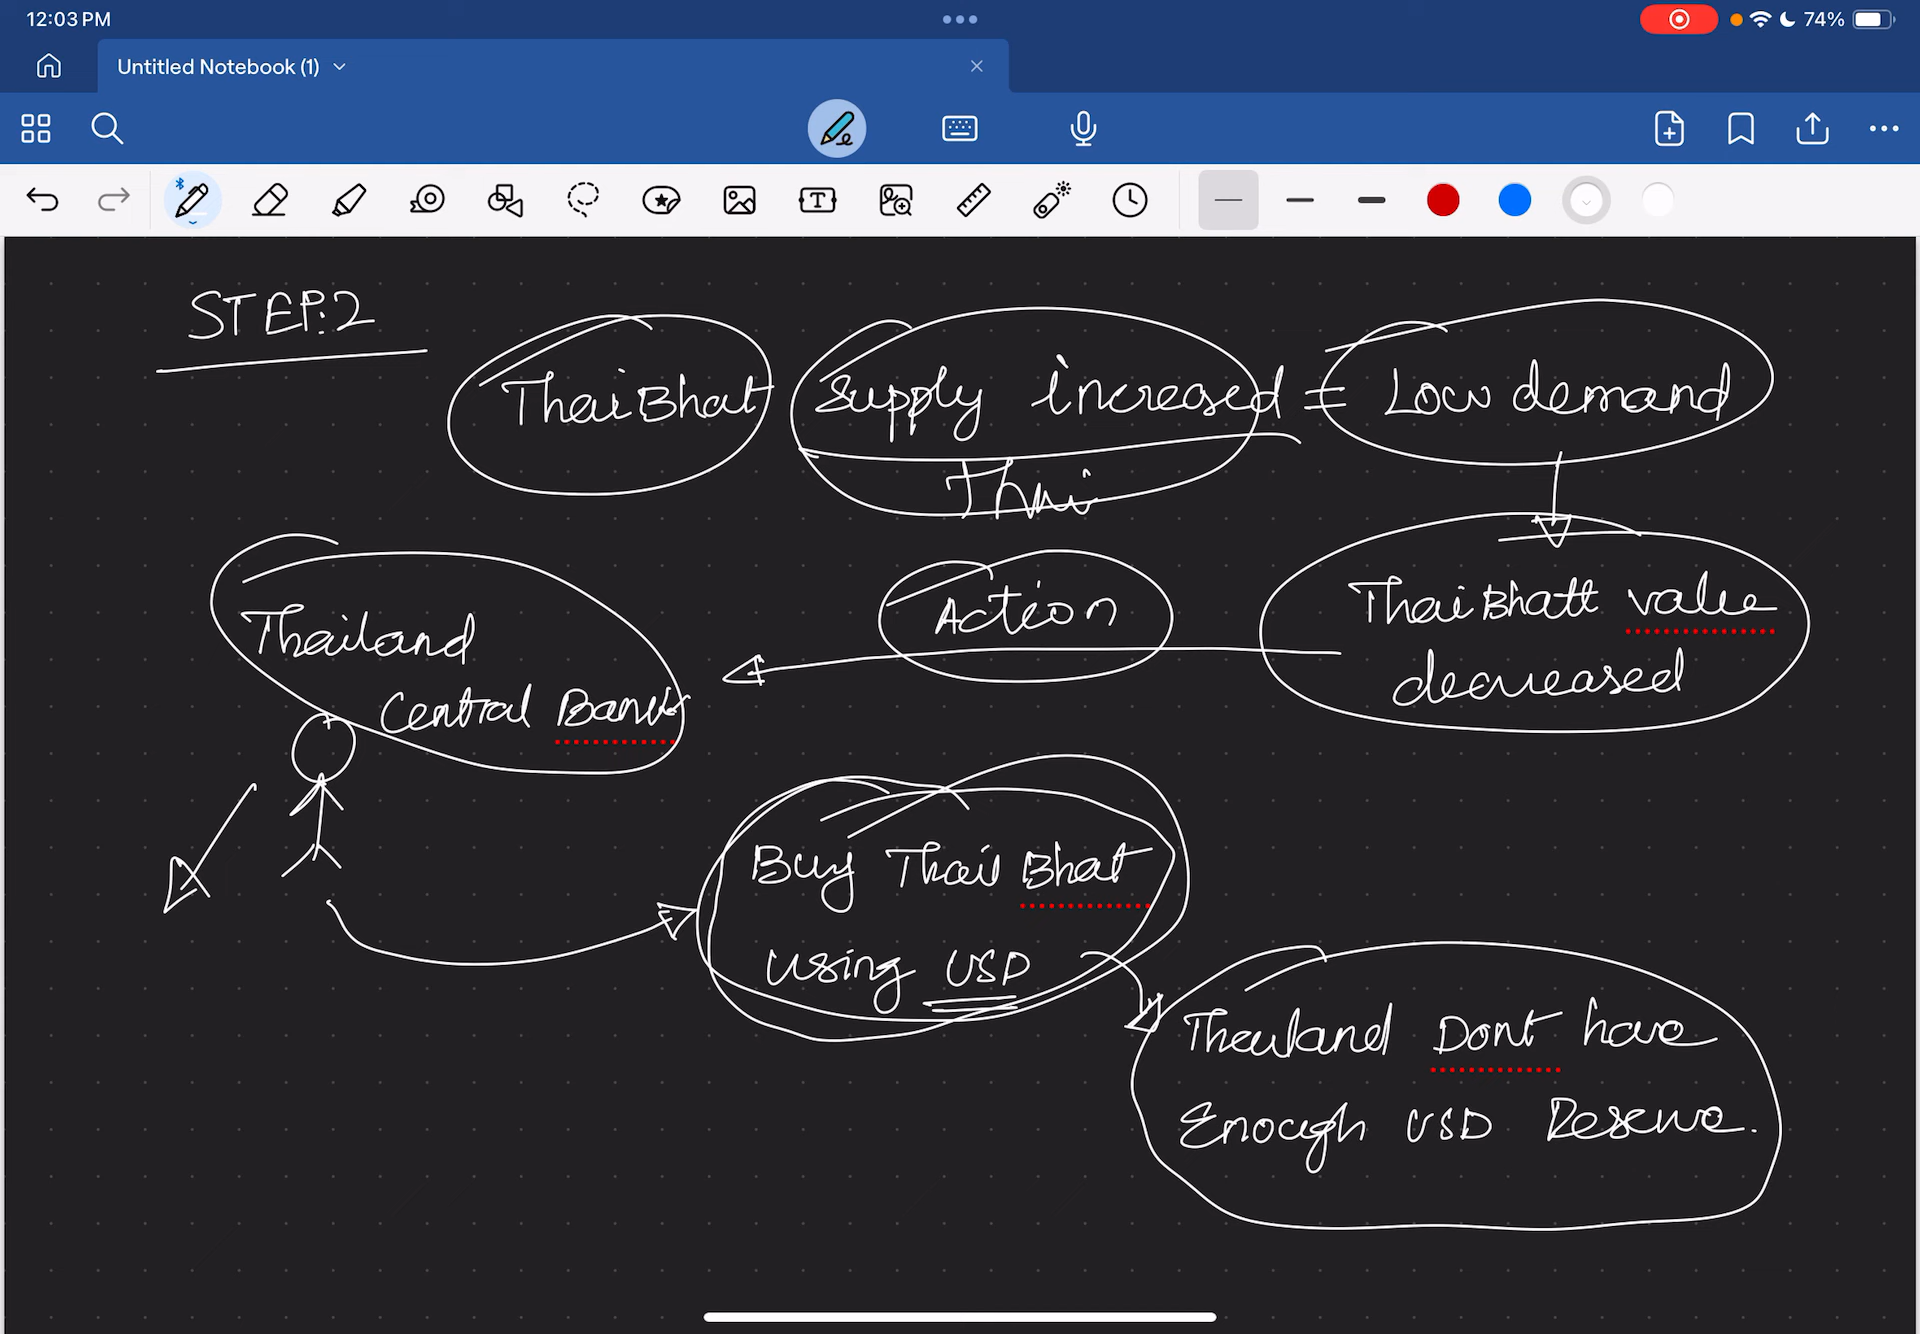 12:03 PM
74%
Untitled Notebook (1)
STEP:2
Thai Bhat Supply increased = Low demand
Thai
Action
Thai Bhatt value
decreased
Thailand
Central Bank
Buy Thai Bhat
using USD
Thailand Dont have
Enough USD Reserve.